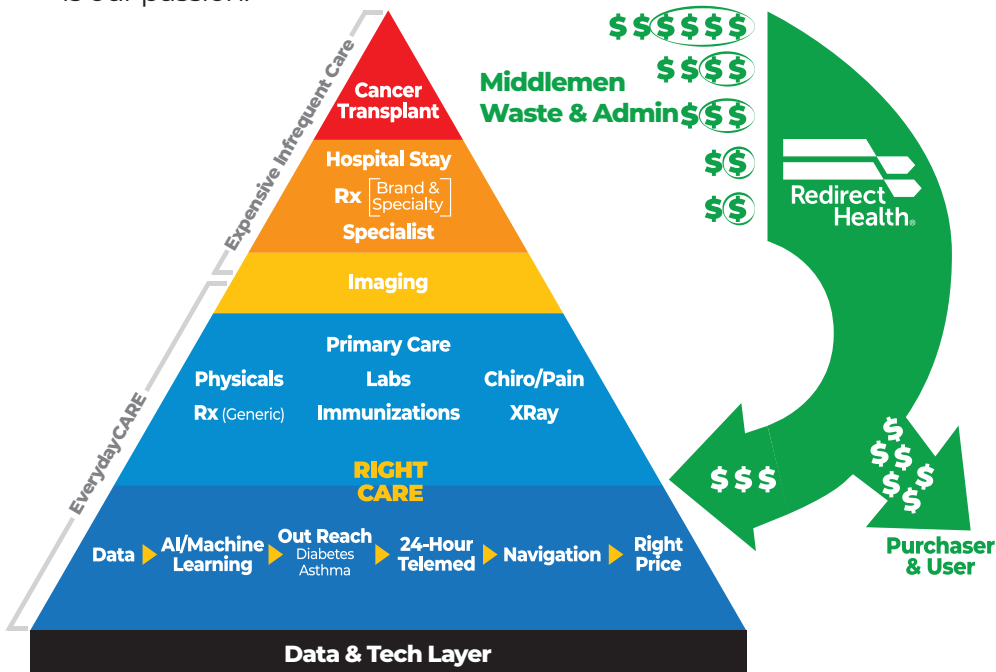 is our passion.
Expensive Infrequent Care
EverydayCARE
Cancer
Transplant
Hospital Stay
Rx [Brand &
Specialty]
Specialist
Imaging
Primary Care
Physicals Labs Chiro/Pain
Rx (Generic) Immunizations XRay
RIGHT
CARE
Data AI/Machine
Learning
Out Reach
Diabetes
Asthma
24-Hour
Telemed
Navigation
Right
Price
Data & Tech Layer
$$$$$$
$$$$
Middlemen
Waste & Admin $$$
$$
$$
Redirect
Health®
$$$
$
$$
$$
$
Purchaser
& User